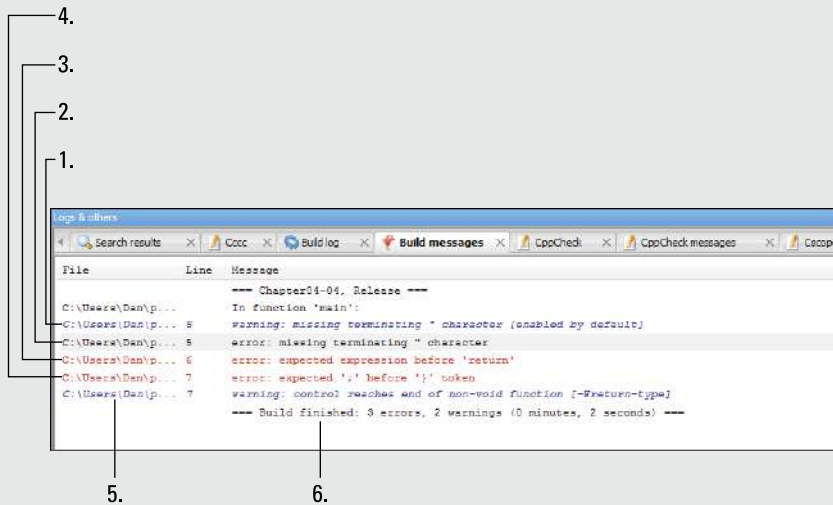 4.
3.
2.
1.
Logs & others
Search results
Cccc
Build log
Build messages
CppCheck
CppCheck messages
Cscope
File Line Message
=== Chapter04-04, Release ===
C:\Users\Dan\p... In function 'main':
C:\Users\Dan\p... 5 warning: missing terminating " character [enabled by default]
C:\Users\Dan\p... 5 error: missing terminating " character
C:\Users\Dan\p... 6 error: expected expression before 'return'
C:\Users\Dan\p... 7 error: expected ';' before '}' token
C:\Users\Dan\p... 7 warning: control reaches end of non-void function [-Wreturn-type]
=== Build finished: 3 errors, 2 warnings (0 minutes, 2 seconds) ===
5.
6.